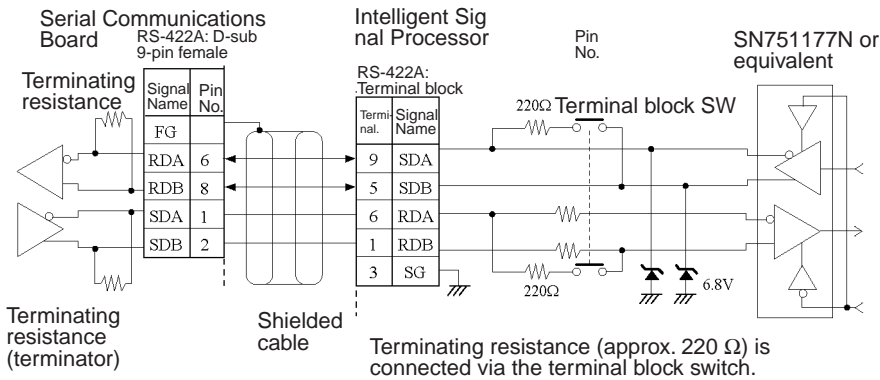 Serial Communications
Board
RS-422A: D-sub
9-pin female
Intelligent Sig
nal Processor
Pin
No.
SN751177N or
equivalent
Terminating
resistance
Signal
Name
Pin
No.
FG
RDA 6
RDB 8
SDA 1
SDB 2
RS-422A:
Terminal block
Termi-
nal.
Signal
Name
9 SDA
5 SDB
6 RDA
1 RDB
3 SG
220Ω
Terminal block SW
220Ω
6.8V
Terminating
resistance
(terminator)
Shielded
cable
Terminating resistance (approx. 220 Ω) is
connected via the terminal block switch.